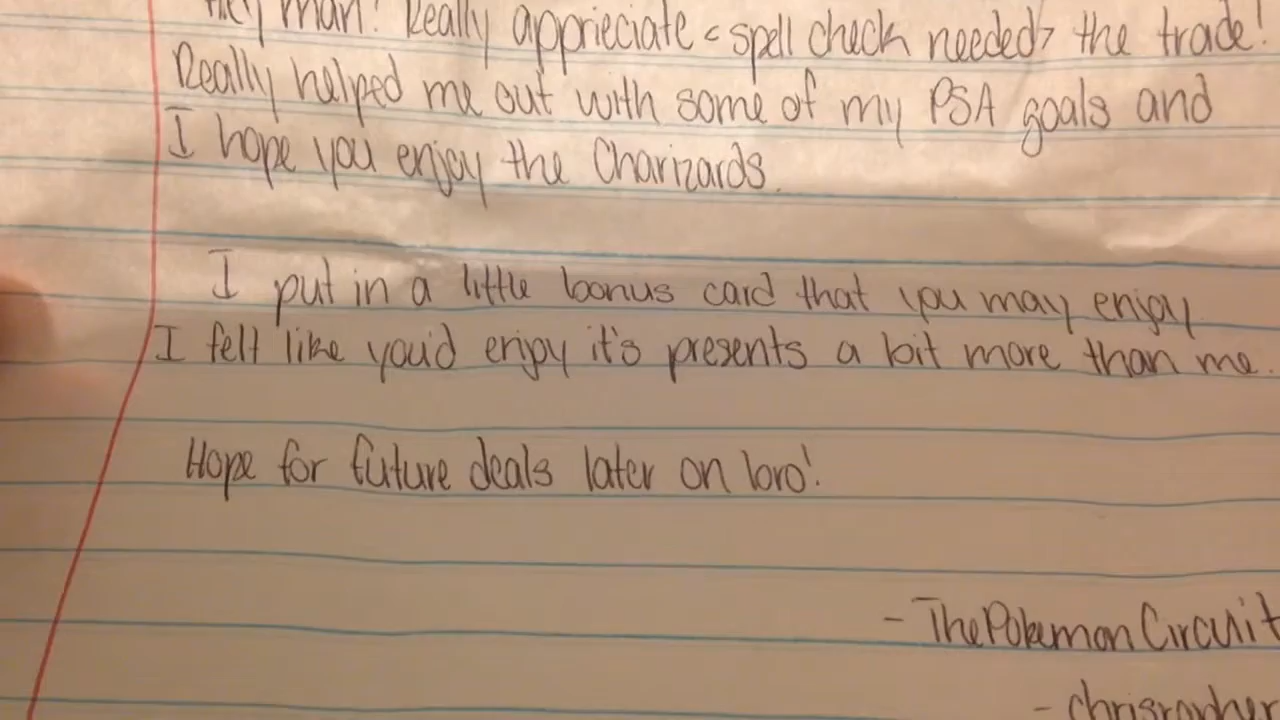 Hey man! Really apprieciate <spell check needed> the trade!
Really helped me out with some of my PSA goals and
I hope you enjoy the Charizards.
I put in a little bonus card that you may enjoy
I felt like you'd enjoy it's presents a bit more than me.
Hope for future deals later on bro!
- ThePokemonCircuit
- Christopher